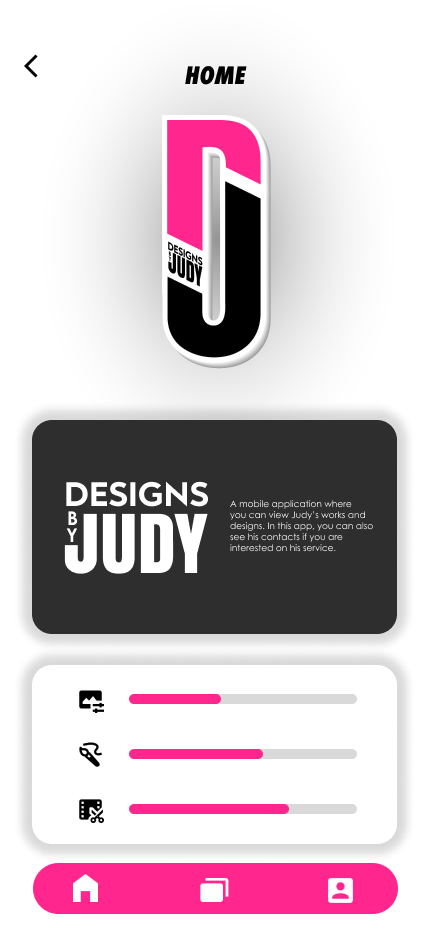 HOME
DESIGNS
BY
JUDY
DESIGNS
BY
JUDY
A mobile application where
you can view Judy's works and
designs. In this app, you can also
see his contacts if you are
interested on his service.